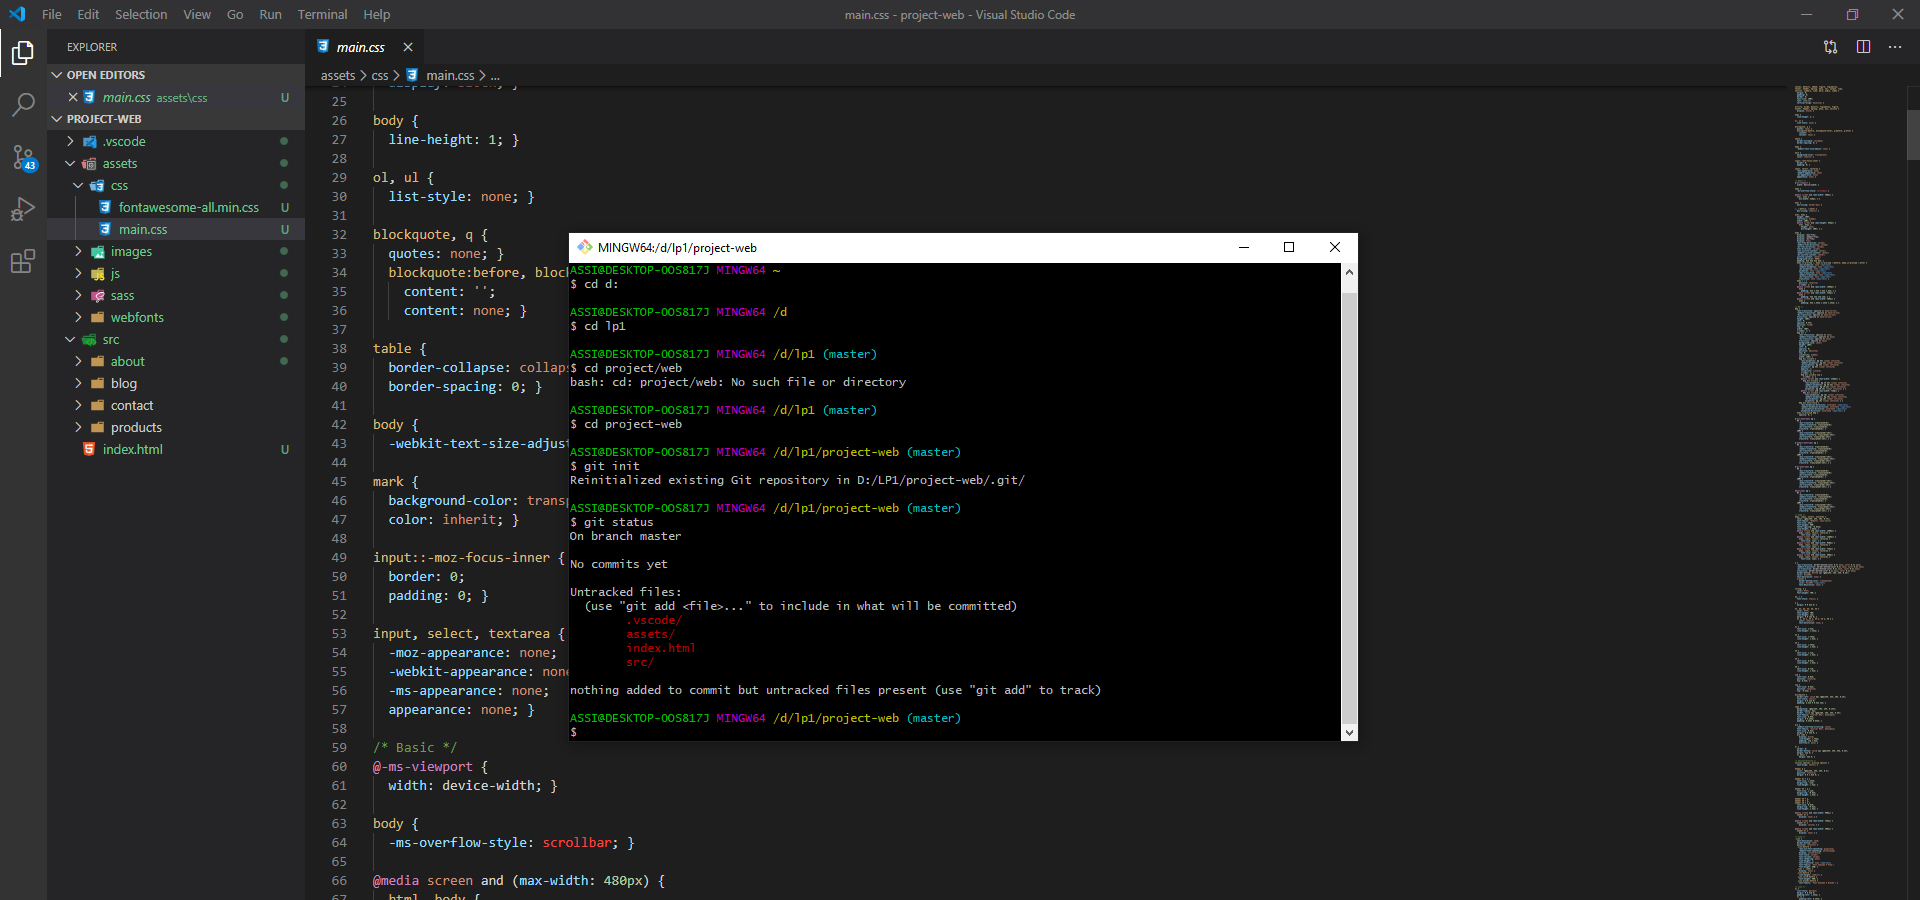 File Edit Selection View Go Run Terminal Help
main.css - project-web - Visual Studio Code
EXPLORER
OPEN EDITORS
main.css assets\css U
PROJECT-WEB
.vscode
assets
css
fontawesome-all.min.css U
main.css U
images
js
sass
webfonts
src
about
blog
contact
products
index.html U
43
main.css
assets > css > main.css > ...
25
26 body {
27 line-height: 1; }
28
29 ol, ul {
30 list-style: none; }
31
32 blockquote, q {
33 quotes: none; }
34 blockquote:before, bloc
35 content: '';
36 content: none; }
37
38 table {
39 border-collapse: collaps
40 border-spacing: 0; }
41
42 body {
43 -webkit-text-size-adjust
44
45 mark {
46 background-color: transp
47 color: inherit; }
48
49 input::-moz-focus-inner {
50 border: 0;
51 padding: 0; }
52
53 input, select, textarea {
54 -moz-appearance: none;
55 -webkit-appearance: none
56 -ms-appearance: none;
57 appearance: none; }
58
59 /* Basic */
60 @-ms-viewport {
61 width: device-width; }
62
63 body {
64 -ms-overflow-style: scrollbar; }
65
66 @media screen and (max-width: 480px) {
67 html, body {
MINGW64:/d/lp1/project-web
ASSI@DESKTOP-OOS817J MINGW64 ~
$ cd d:
ASSI@DESKTOP-OOS817J MINGW64 /d
$ cd lp1
ASSI@DESKTOP-OOS817J MINGW64 /d/lp1 (master)
$ cd project/web
bash: cd: project/web: No such file or directory
ASSI@DESKTOP-OOS817J MINGW64 /d/lp1 (master)
$ cd project-web
ASSI@DESKTOP-OOS817J MINGW64 /d/lp1/project-web (master)
$ git init
Reinitialized existing Git repository in D:/LP1/project-web/.git/
ASSI@DESKTOP-OOS817J MINGW64 /d/lp1/project-web (master)
$ git status
On branch master
No commits yet
Untracked files:
(use "git add <file>..." to include in what will be committed)
.vscode/
assets/
index.html
src/
nothing added to commit but untracked files present (use "git add" to track)
ASSI@DESKTOP-OOS817J MINGW64 /d/lp1/project-web (master)
$